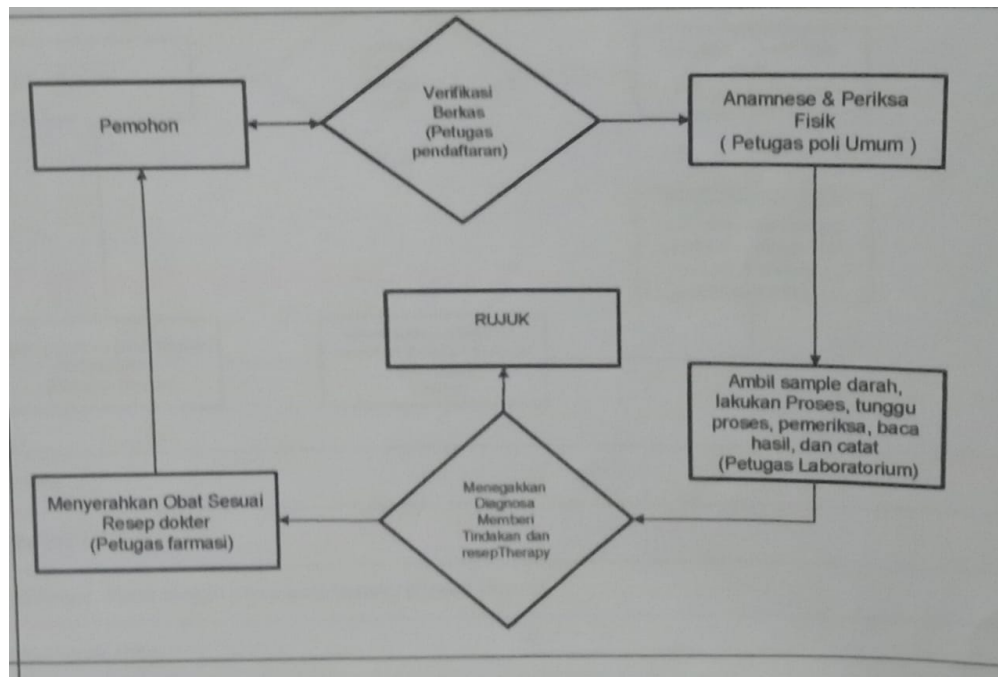 Pemohon
Verifikasi
Berkas
(Petugas
pendaftaran)
Anamnese & Periksa
Fisik
( Petugas poli Umum )
RUJUK
Ambil sample darah,
lakukan Proses, tunggu
proses, pemeriksa, baca
hasil, dan catat
(Petugas Laboratorium)
Menegakkan
Diagnosa
Memberi
Tindakan dan
resepTherapy
Menyerahkan Obat Sesuai
Resep dokter
(Petugas farmasi)